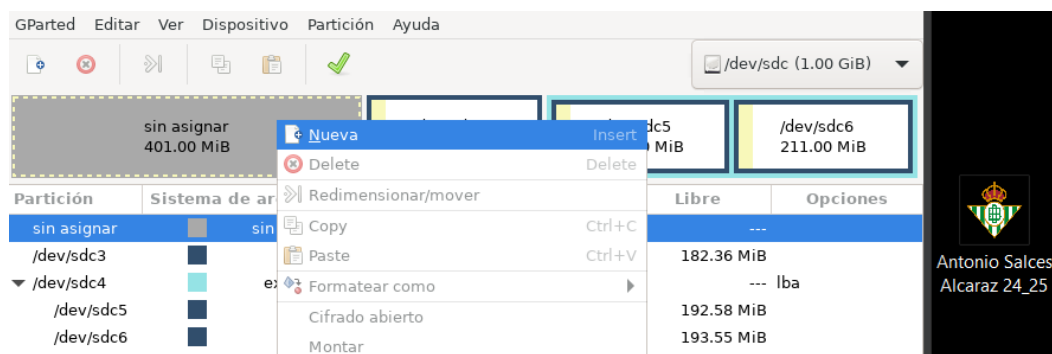 GParted Editar Ver Dispositivo Partición Ayuda
/dev/sdc (1.00 GiB)
sin asignar
401.00 MiB
dc5
MiB
/dev/sdc6
211.00 MiB
Nueva Insert
Delete Delete
Redimensionar/mover
Copy Ctrl+C
Paste Ctrl+V
Formatear como
Cifrado abierto
Montar
Partición Sistema de ar Libre Opciones
sin asignar sin ---
/dev/sdc3 182.36 MiB
/dev/sdc4 ex --- lba
/dev/sdc5 192.58 MiB
/dev/sdc6 193.55 MiB
Antonio Salces
Alcaraz 24_25